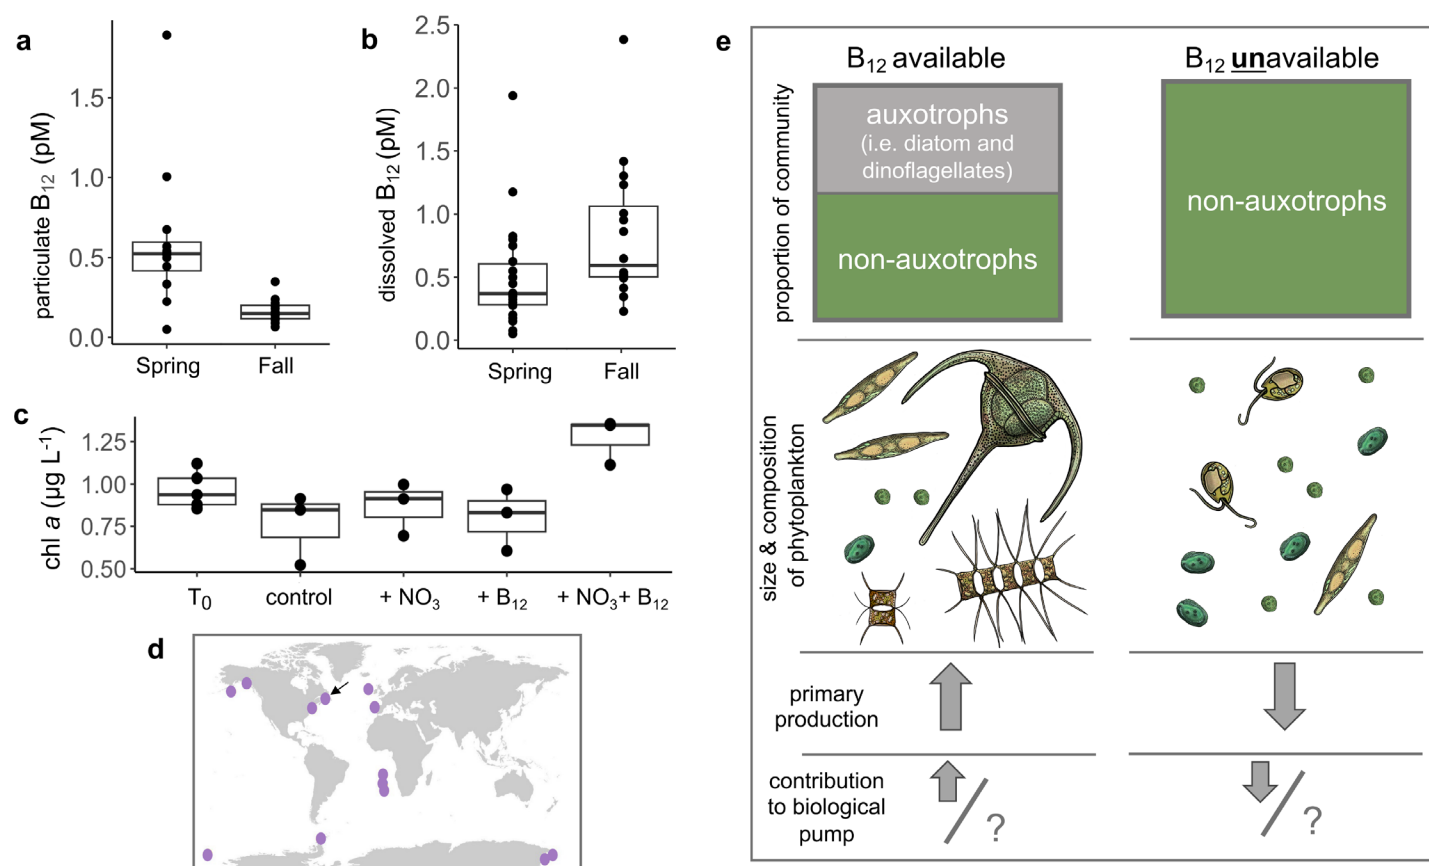 a
particulate B12 (pM)
1.5
1.0
0.5
0.0
Spring Fall
b
dissolved B12 (pM)
2.5
2.0
1.5
1.0
0.5
0.0
Spring Fall
c
chl a (µg L-1)
1.25
1.00
0.75
0.50
T0 control + NO3 + B12 + NO3+ B12
d
e
B12 available B12 unavailable
proportion of community
auxotrophs
(i.e. diatom and
dinoflagellates)
non-auxotrophs
non-auxotrophs
size & composition
of phytoplankton
primary
production
contribution
to biological
pump
?
?